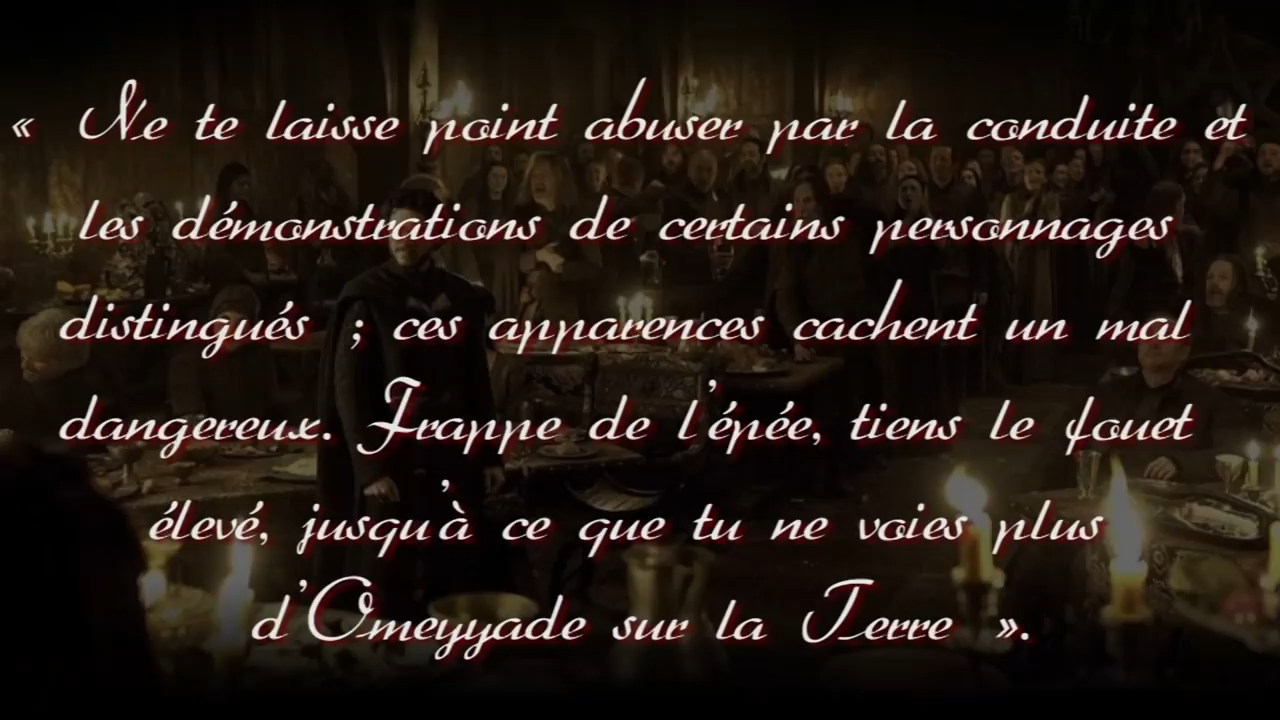 « Ne te laisse point abuser par la conduite et
les démonstrations de certains personnages
distingués ; ces apparences cachent un mal
dangereux. Frappe de l'épée, tiens le fouet
élevé, jusqu'à ce que tu ne voies plus
d'Omeyyade sur la Terre ».